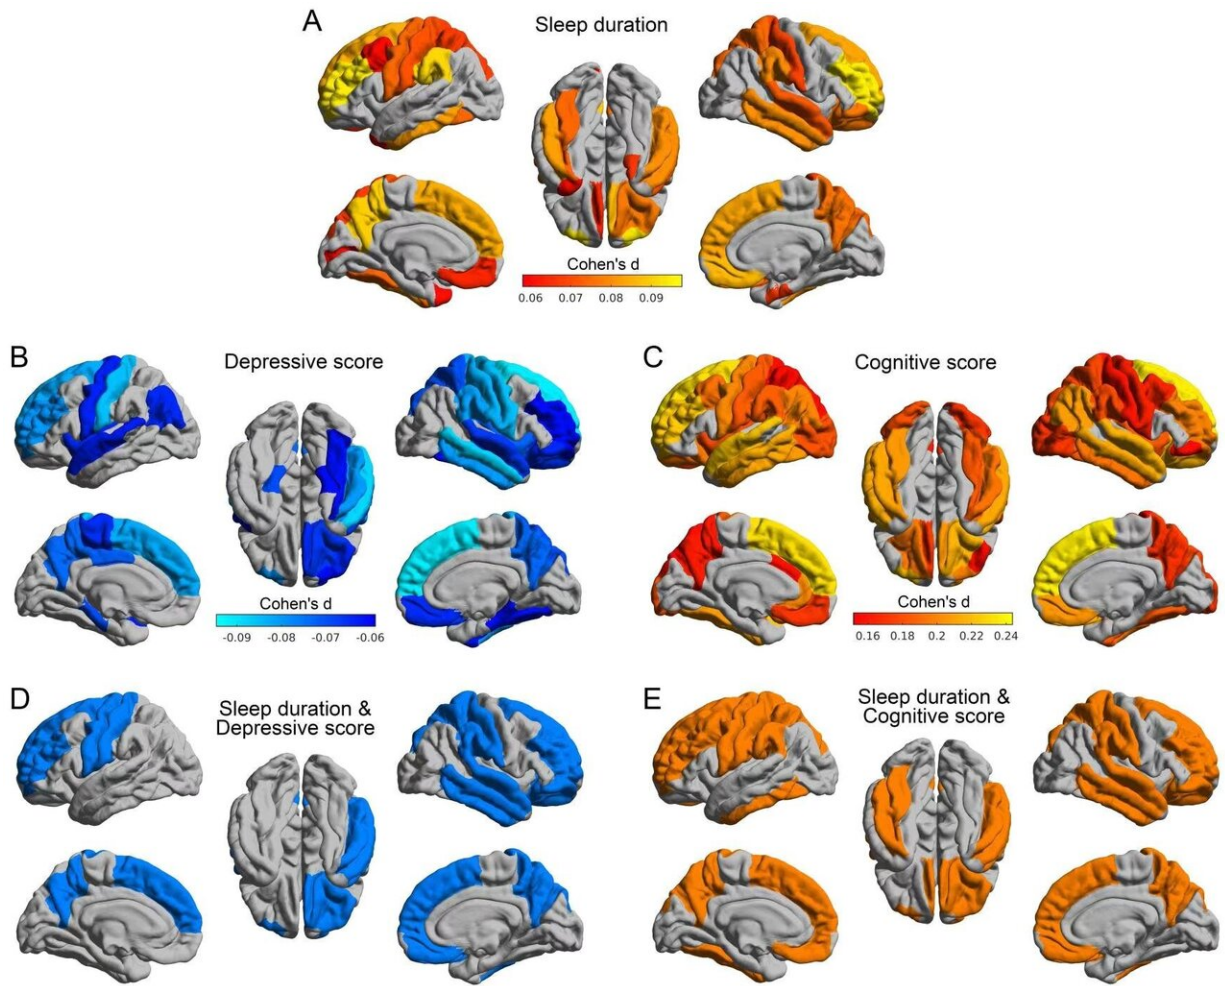 A
Sleep duration
Cohen's d
0.06 0.07 0.08 0.09
B
Depressive score
Cohen's d
-0.09 -0.08 -0.07 -0.06
C
Cognitive score
Cohen's d
0.16 0.18 0.2 0.22 0.24
D
Sleep duration &
Depressive score
E
Sleep duration &
Cognitive score